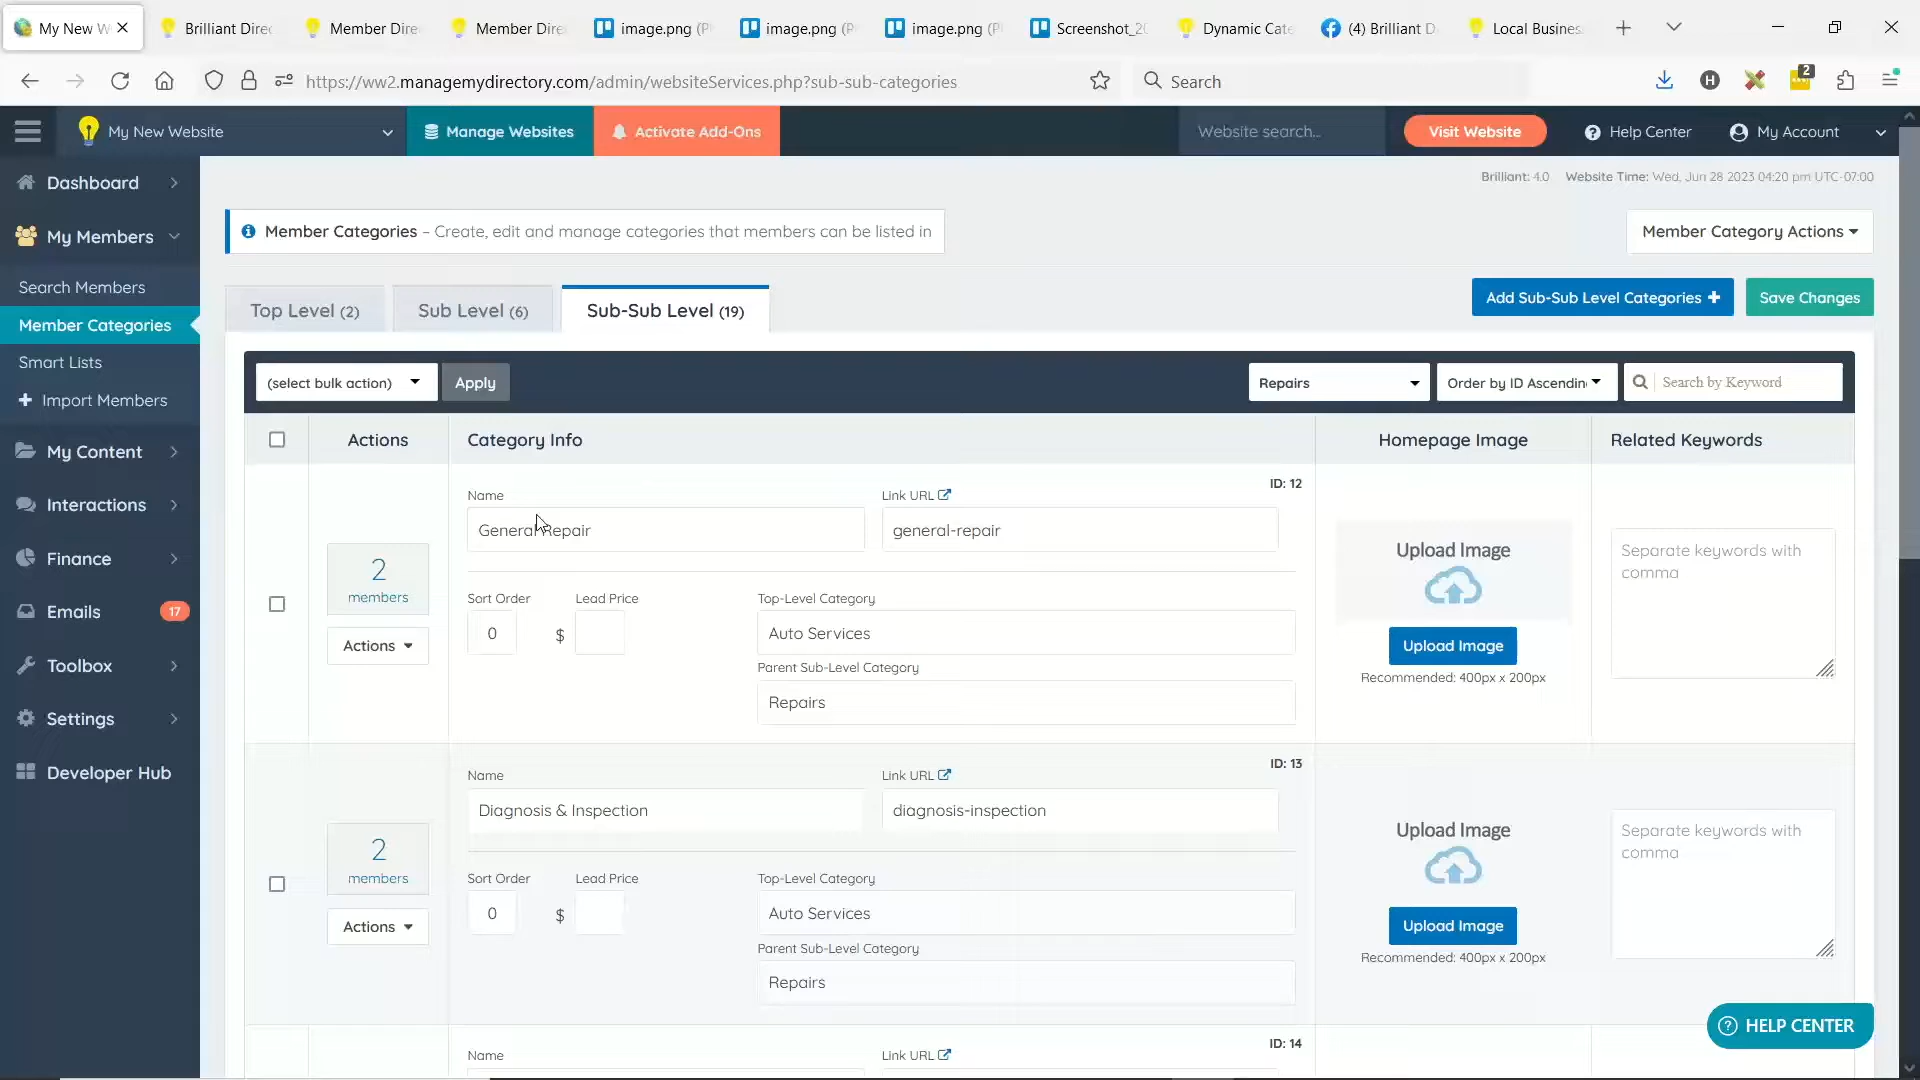 My New W
Brilliant Dire
Member Dire
Member Dire
image.png (P
image.png (P
image.png (P
Screenshot_20
Dynamic Cate
(4) Brilliant D
Local Busines
https://ww2.managemydirectory.com/admin/websiteServices.php?sub-sub-categories
Search
2
My New Website
Manage Websites
Activate Add-Ons
Website search...
Visit Website
Help Center
My Account
Brilliant: 4.0 Website Time: Wed, Jun 28 2023 04:20 pm UTC-07:00
Dashboard
My Members
Search Members
Member Categories
Smart Lists
+ Import Members
My Content
Interactions
Finance
Emails 17
Toolbox
Settings
Developer Hub
Member Categories – Create, edit and manage categories that members can be listed in
Member Category Actions
Top Level (2)
Sub Level (6)
Sub-Sub Level (19)
Add Sub-Sub Level Categories +
Save Changes
(select bulk action)
Apply
Repairs
Order by ID Ascendin
Search by Keyword
Actions
Category Info
Homepage Image
Related Keywords
ID: 12
Name
Link URL
General Repair
general-repair
2
members
Actions
Sort Order
Lead Price
0
$
Top-Level Category
Auto Services
Parent Sub-Level Category
Repairs
Upload Image
Upload Image
Recommended: 400px x 200px
Separate keywords with
comma
ID: 13
Name
Link URL
Diagnosis & Inspection
diagnosis-inspection
2
members
Actions
Sort Order
Lead Price
0
$
Top-Level Category
Auto Services
Parent Sub-Level Category
Repairs
Upload Image
Upload Image
Recommended: 400px x 200px
Separate keywords with
comma
ID: 14
Name
Link URL
HELP CENTER